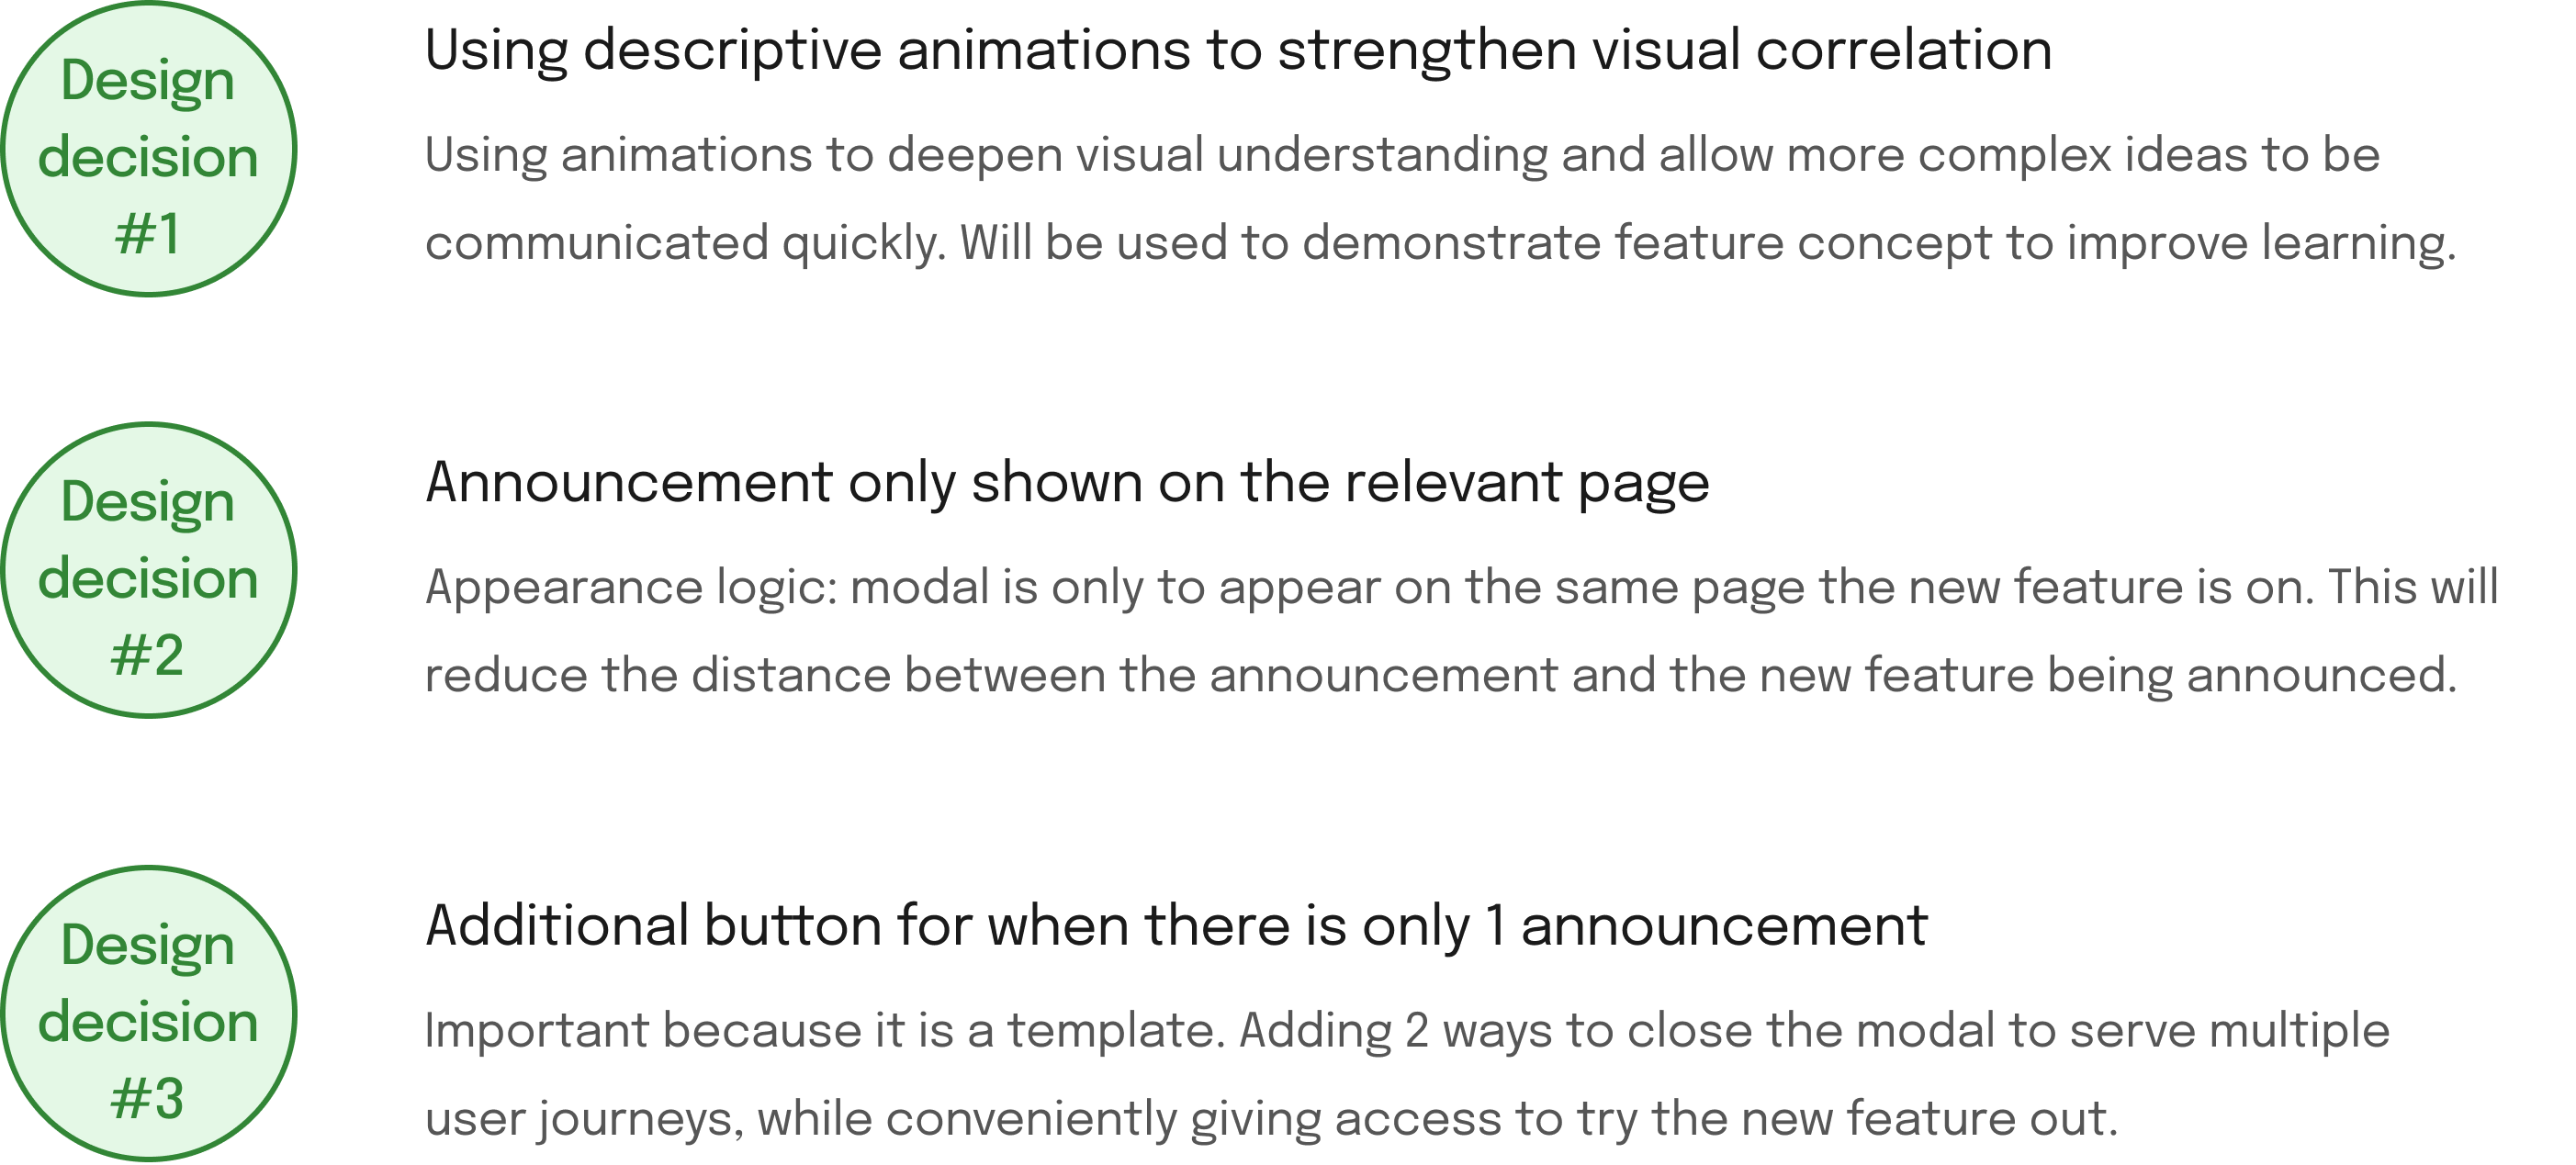 Design
decision
#1
Using descriptive animations to strengthen visual correlation
Using animations to deepen visual understanding and allow more complex ideas to be
communicated quickly. Will be used to demonstrate feature concept to improve learning.
Design
decision
#2
Announcement only shown on the relevant page
Appearance logic: modal is only to appear on the same page the new feature is on. This will
reduce the distance between the announcement and the new feature being announced.
Design
decision
#3
Additional button for when there is only 1 announcement
Important because it is a template. Adding 2 ways to close the modal to serve multiple
user journeys, while conveniently giving access to try the new feature out.